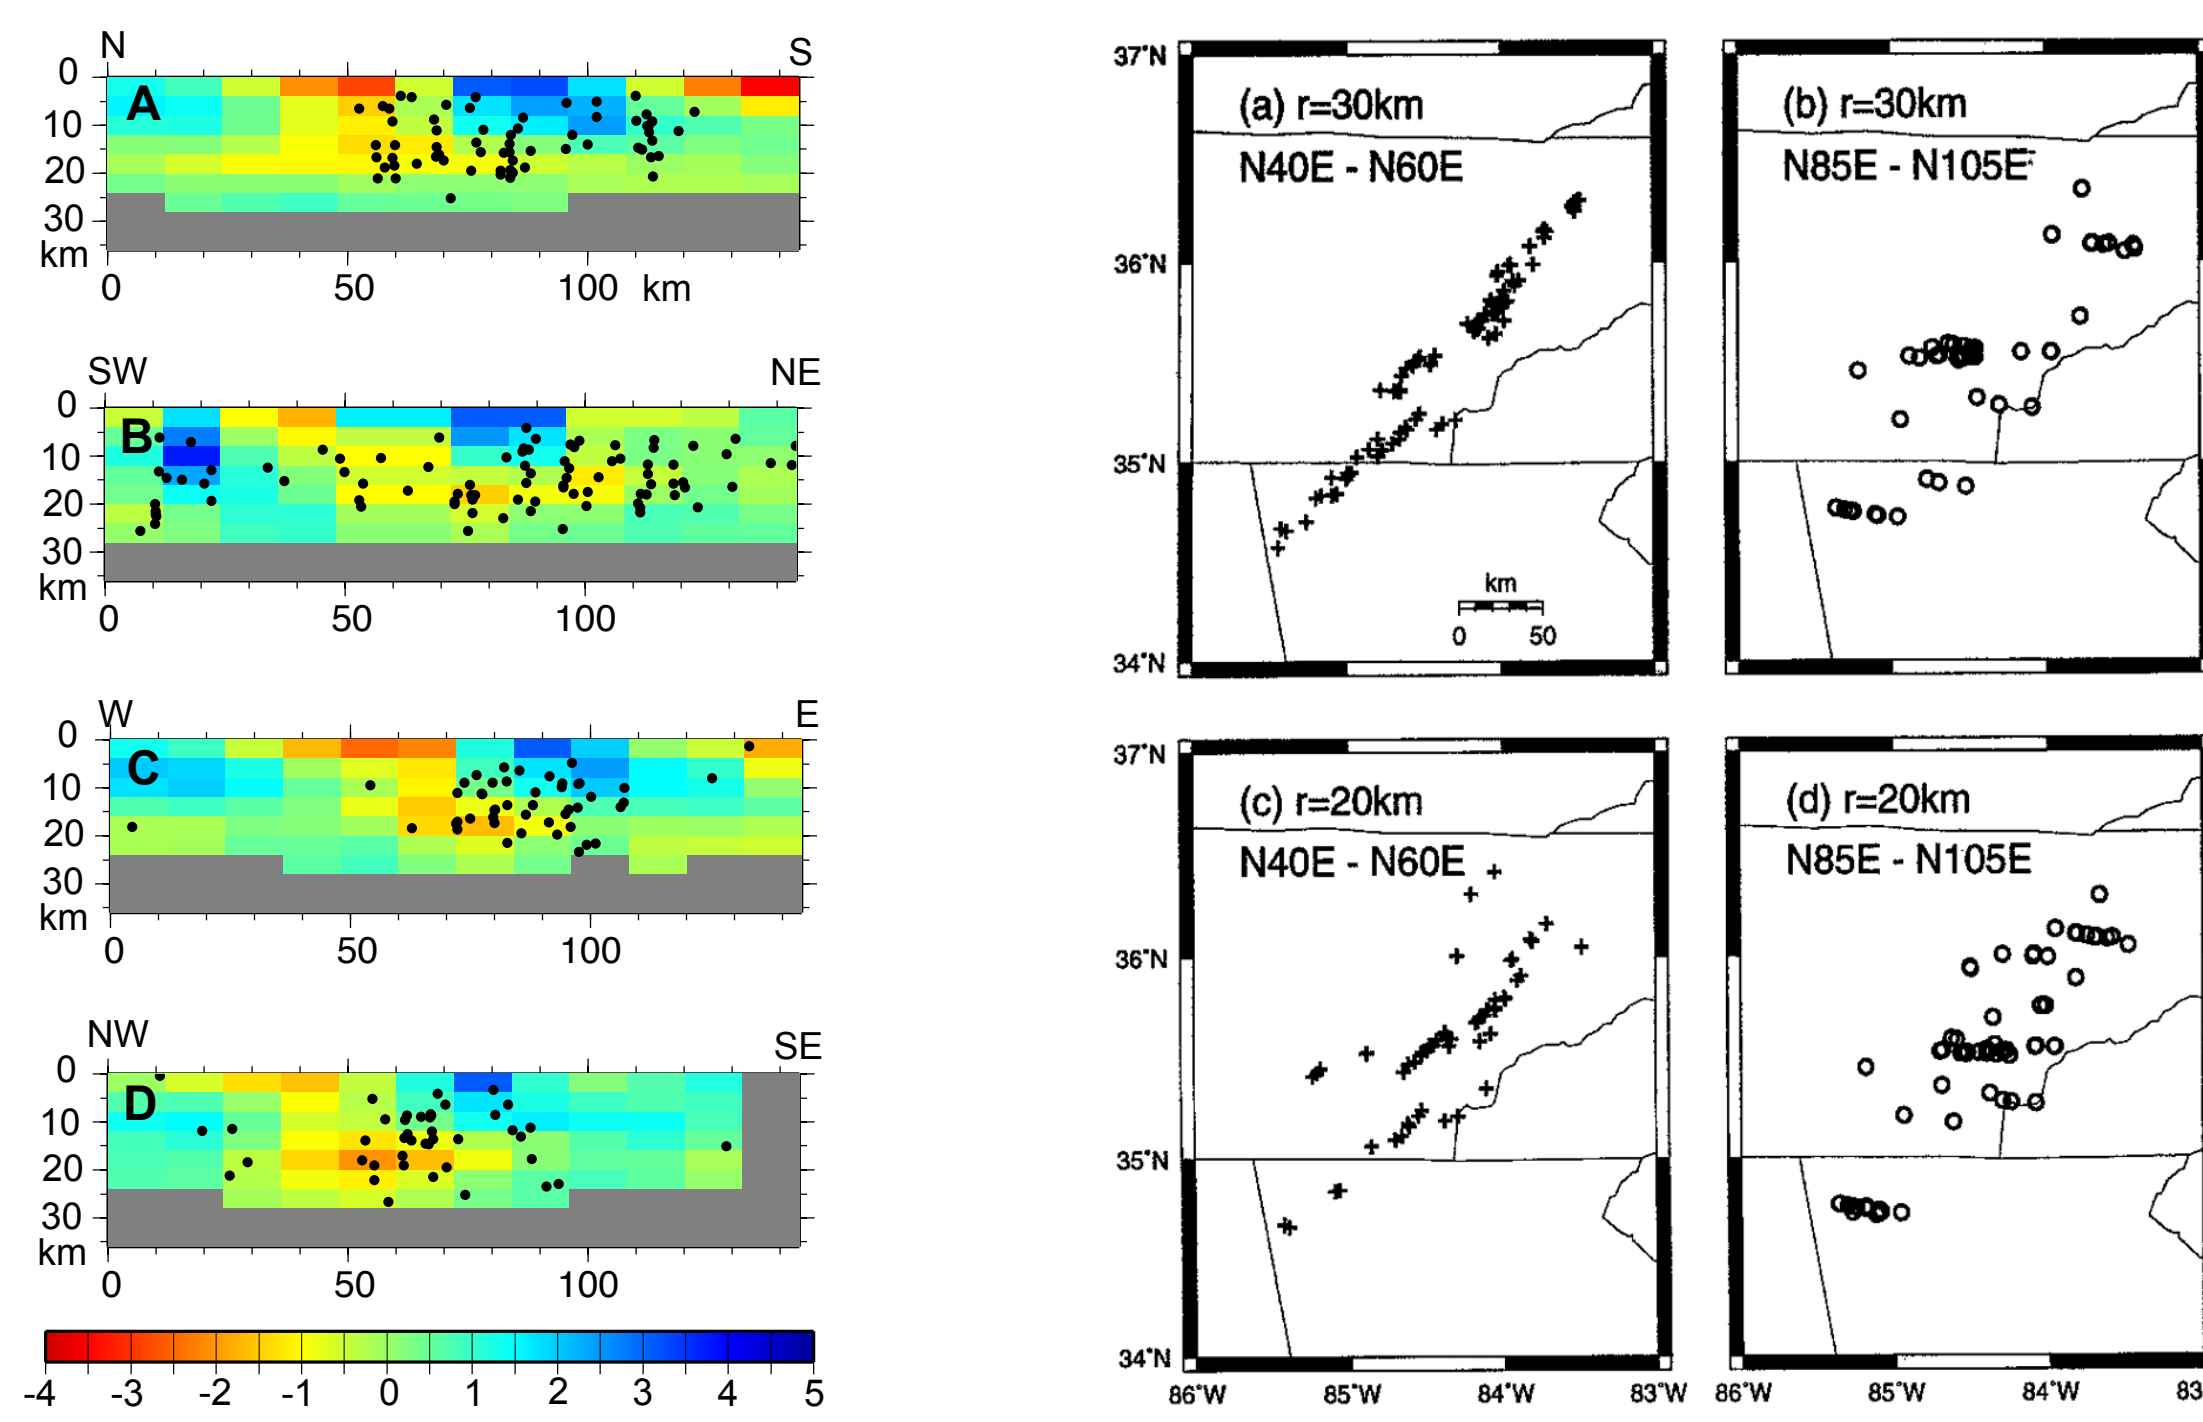 N
S
0
A
10
20
30
km
0
50
100
km
SW
NE
0
B
10
20
30
km
0
50
100
W
E
0
C
10
20
30
km
0
50
100
NW
SE
0
D
10
20
30
km
0
50
100
-4 -3 -2 -1 0 1 2 3 4 5
37°N
(a) r=30km
N40E - N60E
36°N
35°N
km
0 50
34°N
(b) r=30km
N85E - N105E
37°N
(c) r=20km
N40E - N60E
36°N
35°N
34°N
86°W 85°W 84°W 83°W
(d) r=20km
N85E - N105E
86°W 85°W 84°W 83